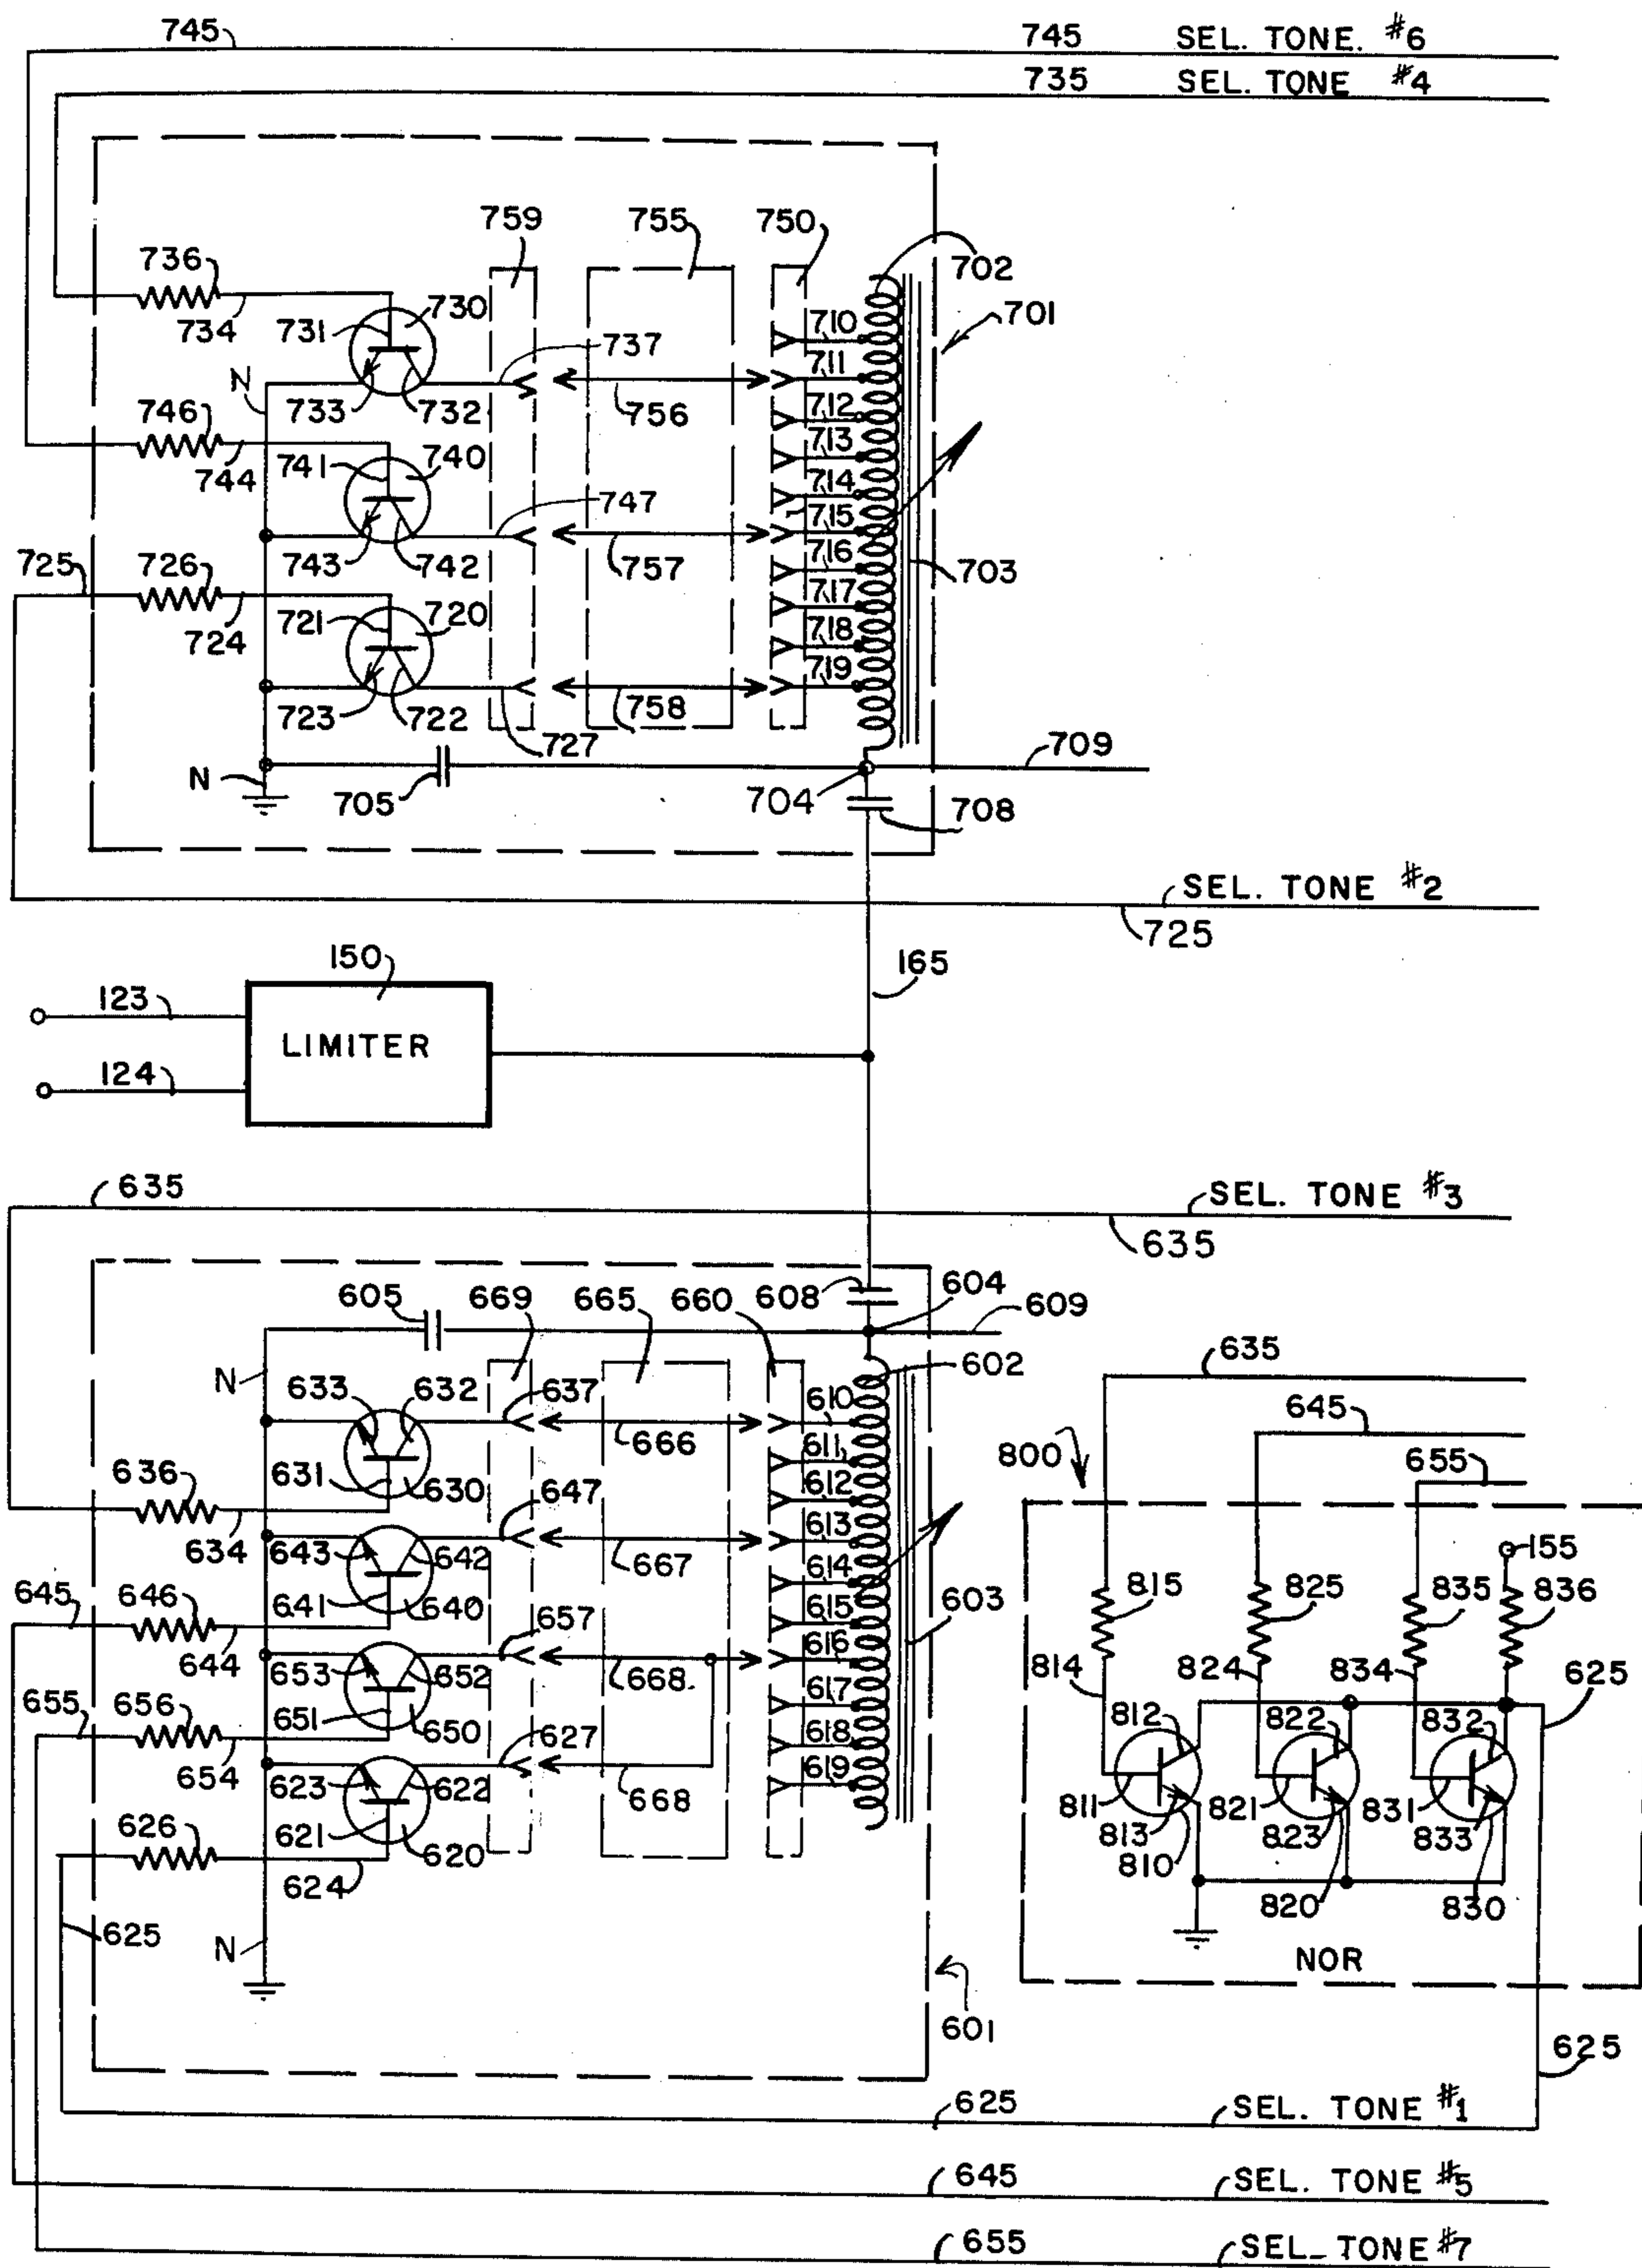 745 745 SEL. TONE. #6
735 SEL. TONE #4
759 755 750
736 702
734 731 730 710 701
737
N 711
733 732 756 712
746 713
744 741 740 714
747 715
743 742 757 716 703
725 726 717
724 721 720 718
719
723 722 758
727 709
N 705 704 708
SEL. TONE #2
725
150 165
123
LIMITER
124
635 SEL. TONE #3
635
605 669 665 660 608 604
609
N 633 632 637 610 602 635
666 611 645
636 631 630 647 612 800 655
634 613
643 642 667 614 155
645 646 641 640 657 615 603 815 825 835 836
644 616
653 652 668 617 814 824 834 625
655 656 651 650 627 618 812 822 832
654 619
623 622 668 811 821 831
626 621 620 813 823 833
624 810 820 830
625 N NOR
601
625
625 SEL. TONE #1
645 SEL. TONE #5
655 SEL_ TONE #7